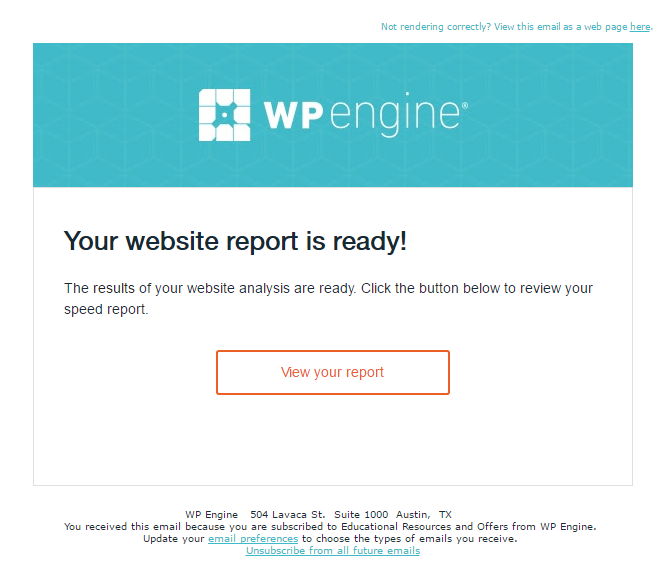 Not rendering correctly? View this email as a web page here.
WP engine®
Your website report is ready!
The results of your website analysis are ready. Click the button below to review your
speed report.
View your report
WP Engine   504 Lavaca St.  Suite 1000  Austin,  TX
You received this email because you are subscribed to Educational Resources and Offers from WP Engine.
Update your email preferences to choose the types of emails you receive.
Unsubscribe from all future emails